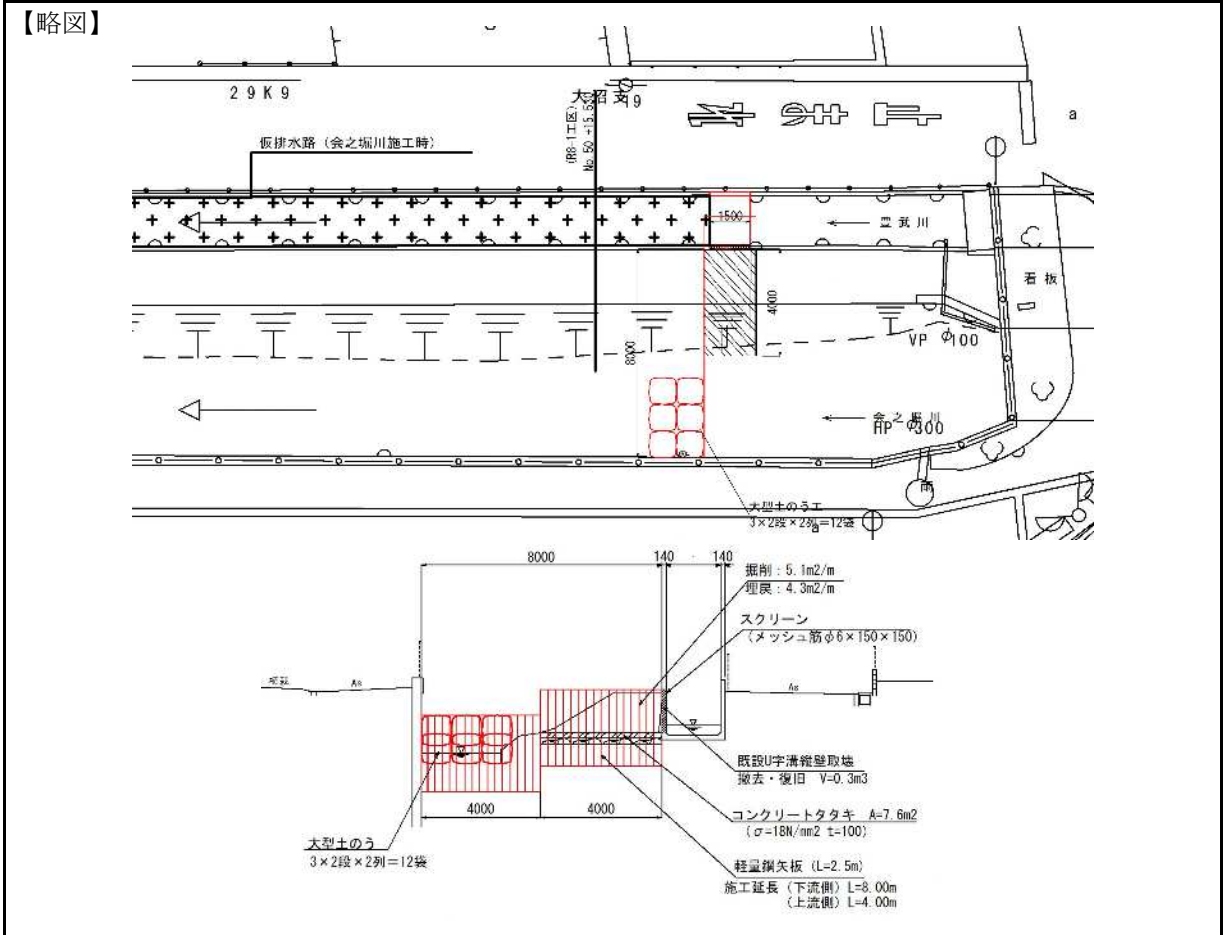 【略図】
29K9
大沼支19
(R8-1工区)
No.50 +15.530
a
仮排水路（会之堀川施工時）
1500
豊武川
看板
4000
8000
VP φ100
会之堀川
HP φ300
雨
大型土のう工
3×2段×2列=12袋
a
8000
140
140
掘削：5.1m2/m
埋戻：4.3m2/m
スクリーン
(メッシュ筋φ6×150×150)
As
As
既設U字溝縦壁取壊
撤去・復旧 V=0.3m3
4000
4000
コンクリートタタキ A=7.6m2
(σ=18N/mm2 t=100)
大型土のう
3×2段×2列=12袋
軽量鋼矢板 (L=2.5m)
施工延長 (下流側) L=8.00m
(上流側) L=4.00m